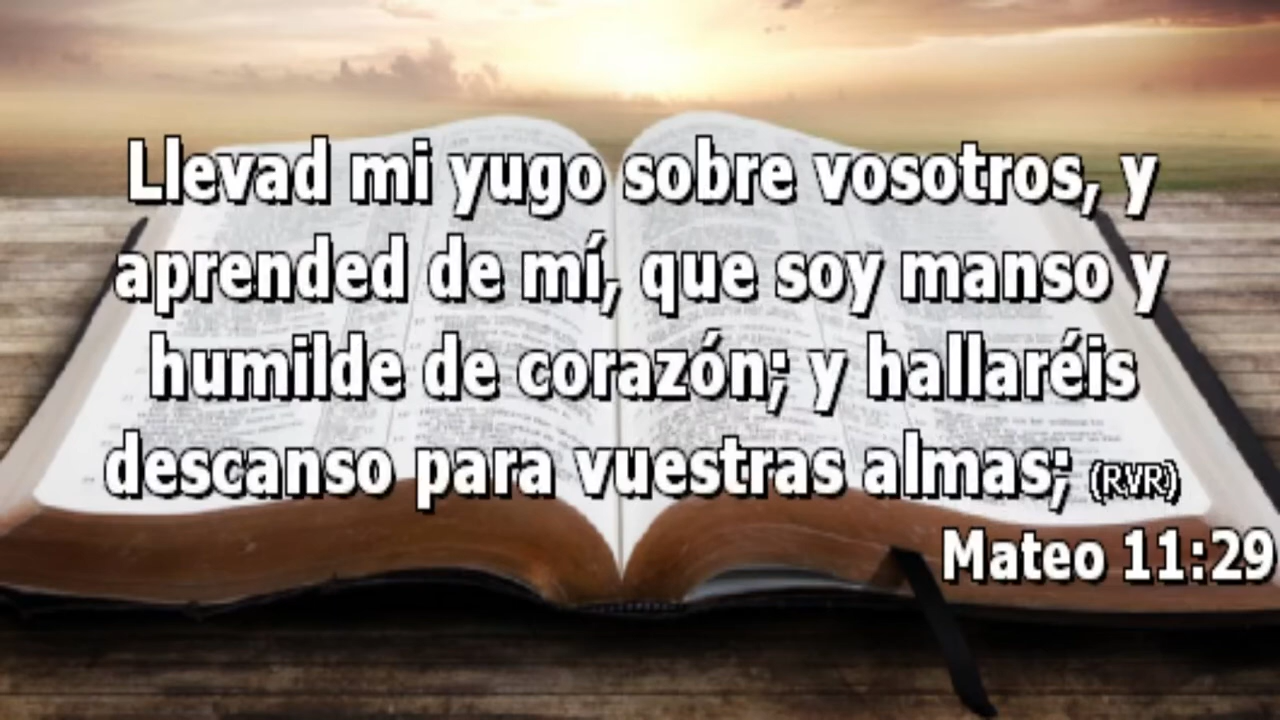 Llevad mi yugo sobre vosotros, y
aprended de mí, que soy manso y
humilde de corazón; y hallaréis
descanso para vuestras almas; (RVR)
Mateo 11:29